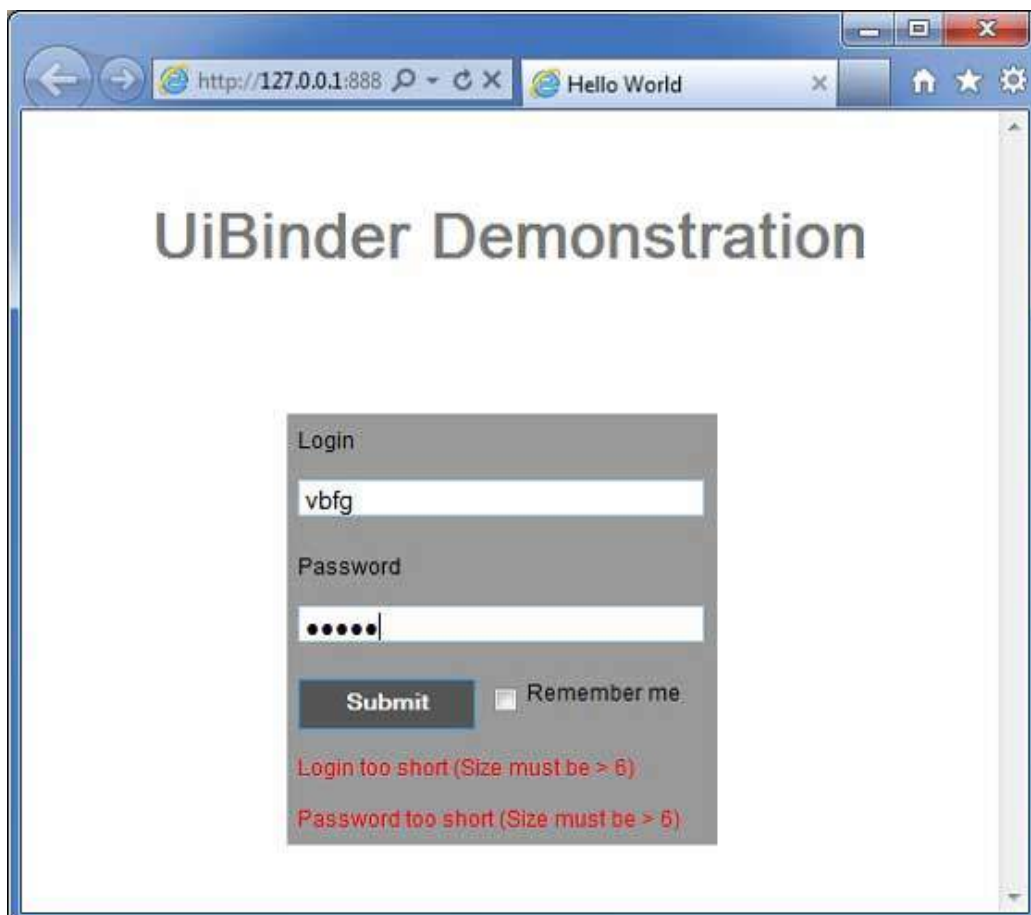 http://127.0.0.1:888
Hello World
UiBinder Demonstration
Login
vbfg
Password
•••••
Submit
Remember me
Login too short (Size must be > 6)
Password too short (Size must be > 6)